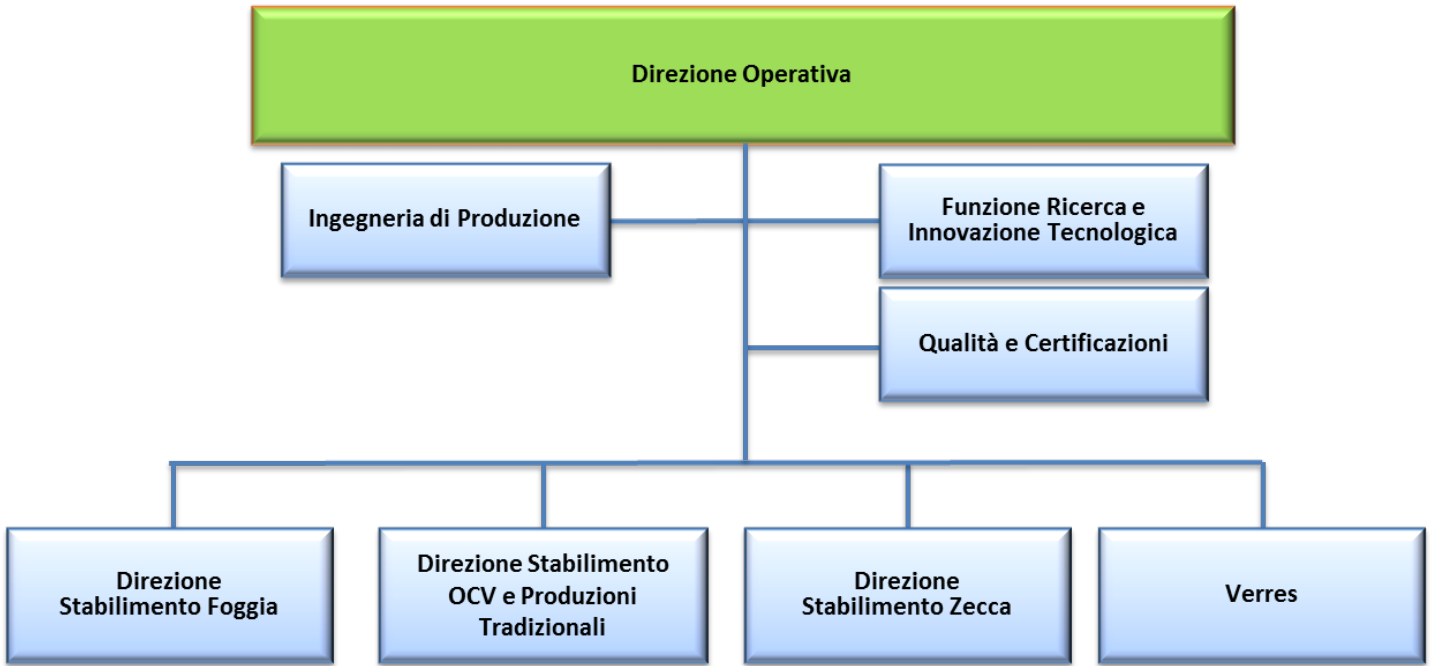 Direzione Operativa
Ingegneria di Produzione
Funzione Ricerca e
Innovazione Tecnologica
Qualità e Certificazioni
Direzione
Stabilimento Foggia
Direzione Stabilimento
OCV e Produzioni
Tradizionali
Direzione
Stabilimento Zecca
Verres